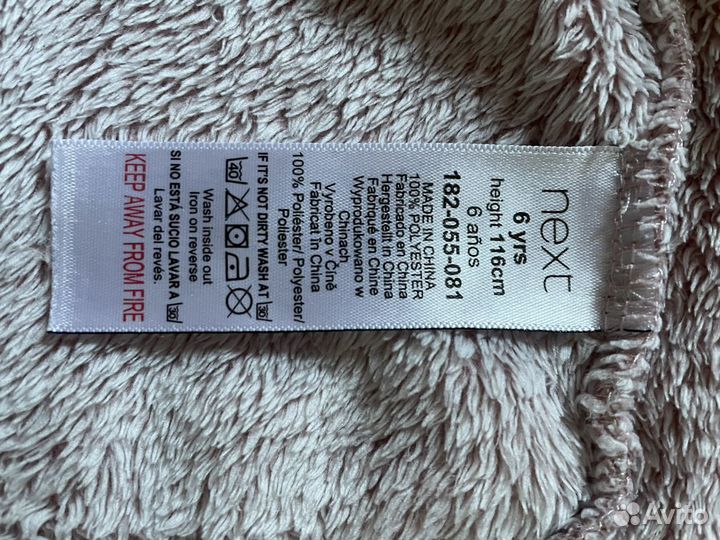 next
6 yrs
height 116cm
6 años
182-055-081
MADE IN CHINA
100% POLYESTER
Fabricado en China
Hergestellt in China
Fabriqué en Chine
Wyprodukowano w
Chinach
Vyrobeno v Číně
Fabricat în China
100% Poliéster/ Polyester/
Poliester
40
IF IT'S NOT DIRTY WASH AT 30
Wash inside out
Iron on reverse
SI NO ESTÁ SUCIO LAVAR A 30
Lavar del revés.
KEEP AWAY FROM FIRE
Avito